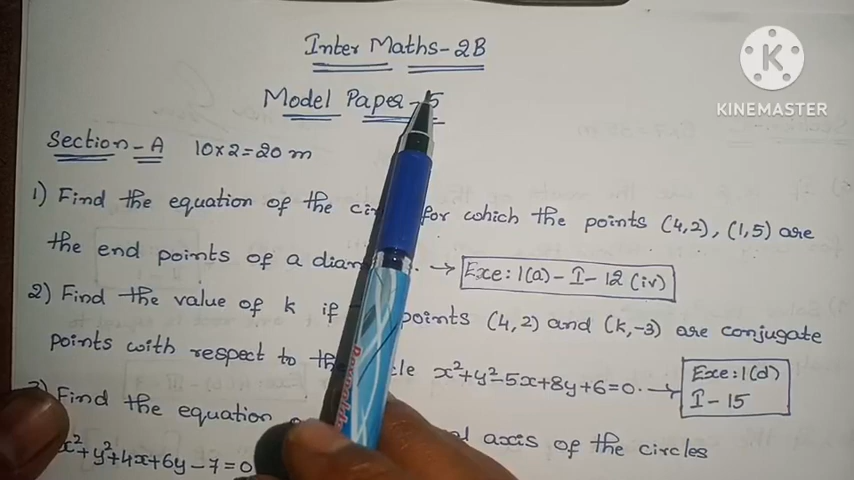 Inter Maths-2B
KINEMASTER
Model Paper-5
Section-A 10×2=20m
1) Find the equation of the for which the points (4,2), (1,5) are
the end points of a → Exe: 1(a)-I-12(iv)
2) Find the value of k if points (4,2) and (k,-3) are conjugate
points with respect to the x²+y²-5x+8y+6=0. → Exe: 1(d)
I-15
Find the equation axis of the circles
x²+y²+4x+6y-7=0